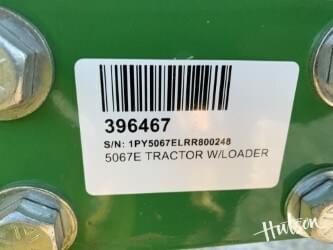 396467
S/N: 1PY5067ELRR800248
5067E TRACTOR W/LOADER
Hutson